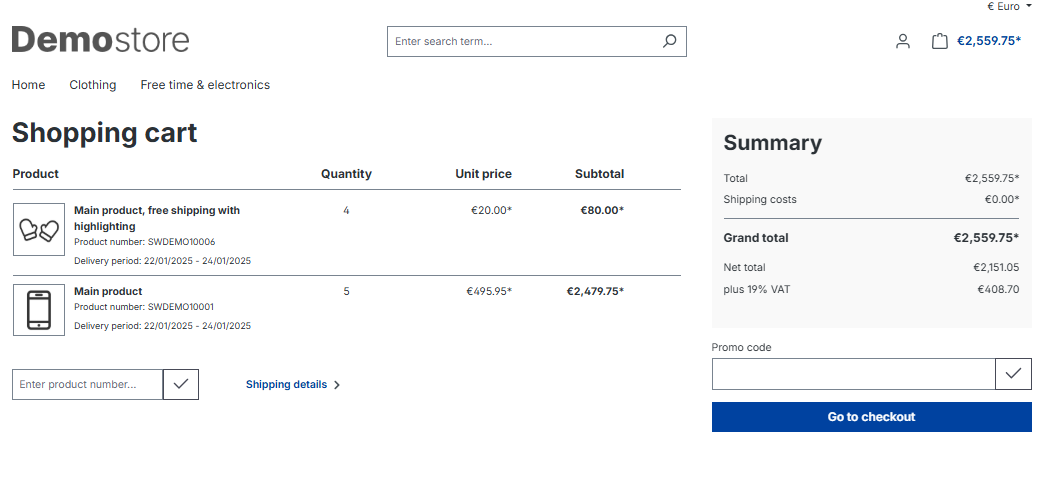 € Euro
Demostore
Enter search term...
€2,559.75*
Home Clothing Free time & electronics
Shopping cart
Product Quantity Unit price Subtotal
Main product, free shipping with
highlighting
4 €20.00* €80.00*
Product number: SWDEMO10006
Delivery period: 22/01/2025 - 24/01/2025
Main product 5 €495.95* €2,479.75*
Product number: SWDEMO10001
Delivery period: 22/01/2025 - 24/01/2025
Enter product number...
Shipping details
Summary
Total €2,559.75*
Shipping costs €0.00*
Grand total €2,559.75*
Net total €2,151.05
plus 19% VAT €408.70
Promo code
Go to checkout